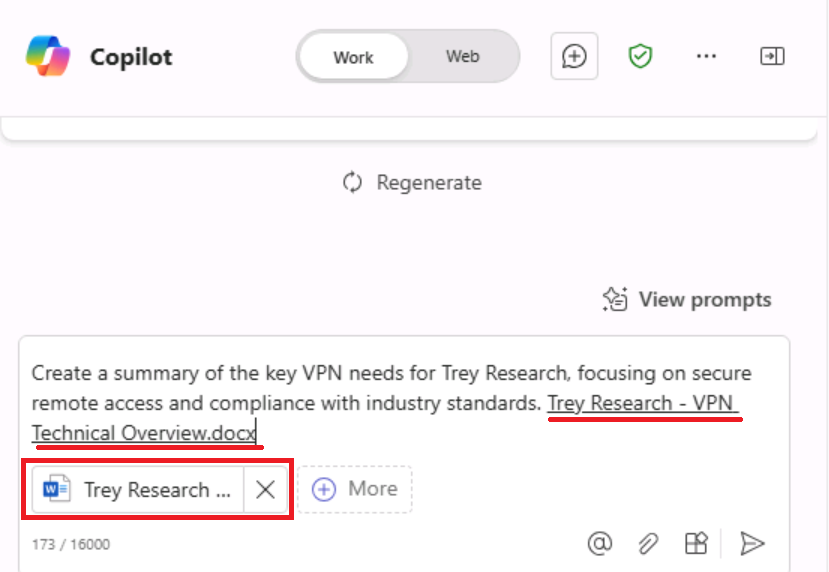 Copilot
Work
Web
Regenerate
View prompts
Create a summary of the key VPN needs for Trey Research, focusing on secure
remote access and compliance with industry standards. Trey Research - VPN
Technical Overview.docx
W
Trey Research ...
More
173 / 16000